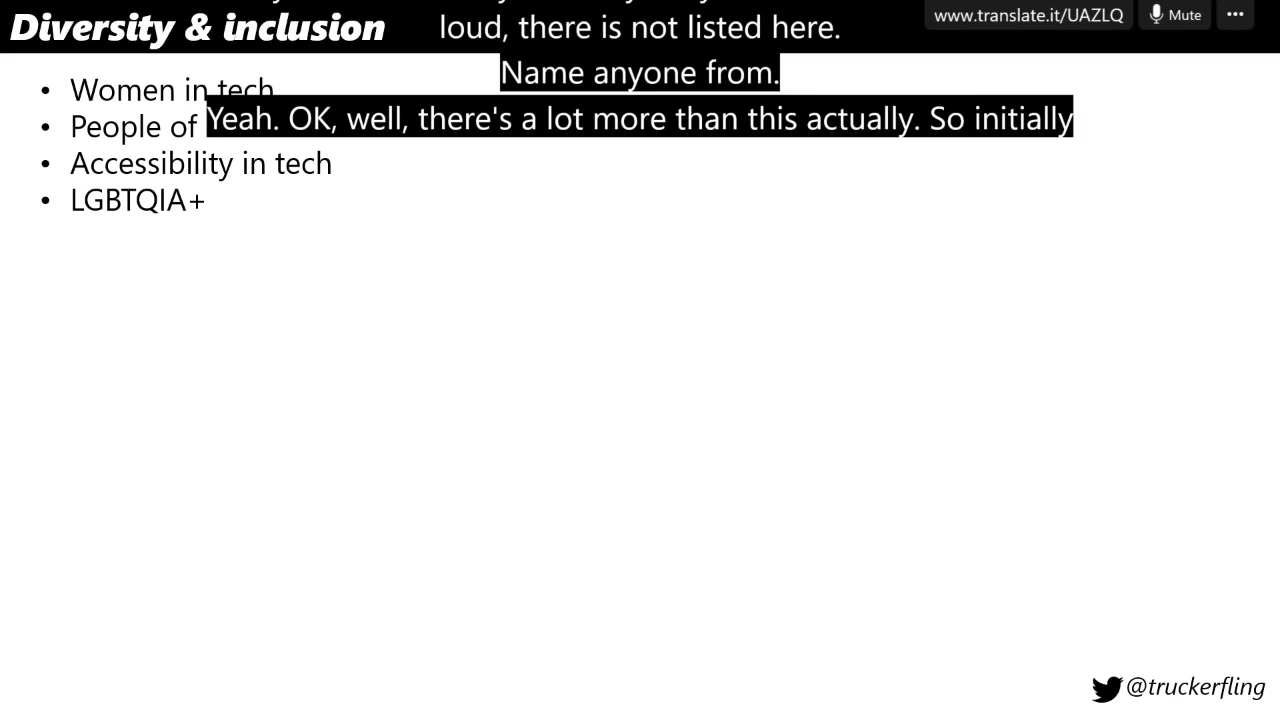 Diversity & inclusion
loud, there is not listed here.
www.translate.it/UAZLQ
Mute
Name anyone from.
Yeah. OK, well, there's a lot more than this actually. So initially
• Women in tech
• People of
• Accessibility in tech
• LGBTQIA+
@truckerfling